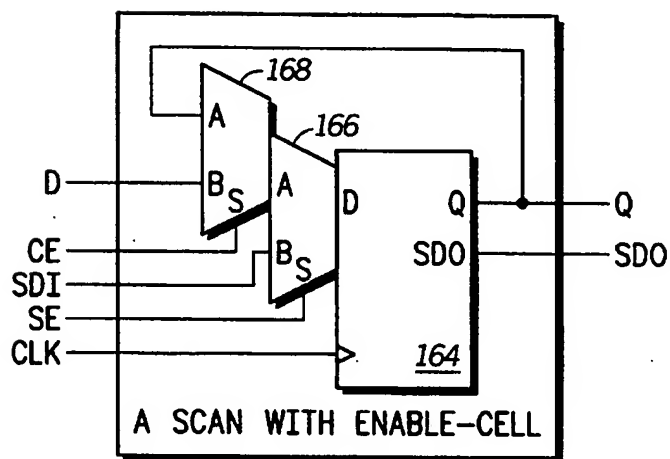 168
166
A
D
B
A
S
D
Q
Q
CE
B
S
SDO
SDO
SDI
SE
CLK
164
A SCAN WITH ENABLE-CELL